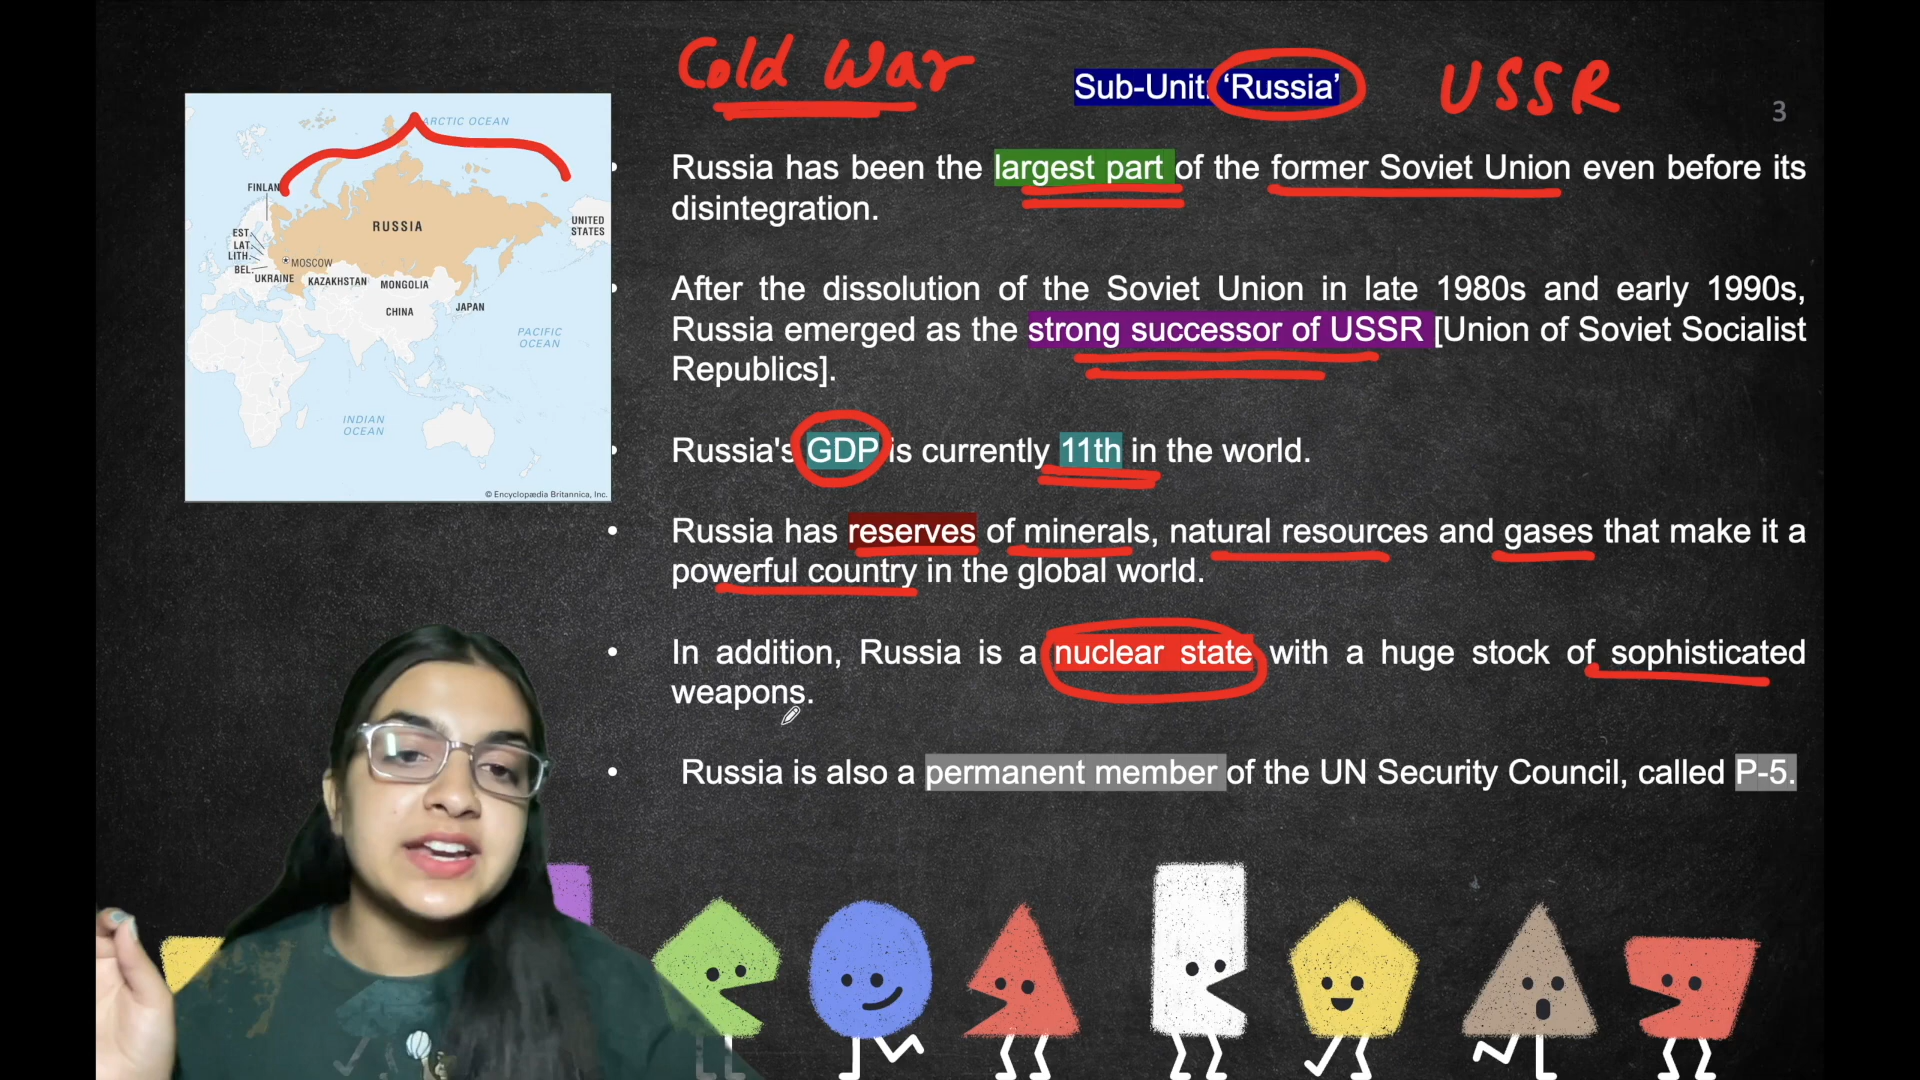 Cold War
Sub-Unit: ‘Russia’
USSR
3
ARCTIC OCEAN
FINLAN
RUSSIA
UNITED
STATES
EST.
LAT.
LITH.
BEL.
MOSCOW
UKRAINE
KAZAKHSTAN
MONGOLIA
CHINA
JAPAN
PACIFIC
OCEAN
INDIAN
OCEAN
© Encyclopædia Britannica, Inc.
• Russia has been the largest part of the former Soviet Union even before its
disintegration.
• After the dissolution of the Soviet Union in late 1980s and early 1990s,
Russia emerged as the strong successor of USSR [Union of Soviet Socialist
Republics].
• Russia's GDP is currently 11th in the world.
• Russia has reserves of minerals, natural resources and gases that make it a
powerful country in the global world.
• In addition, Russia is a nuclear state with a huge stock of sophisticated
weapons.
• Russia is also a permanent member of the UN Security Council, called P-5.